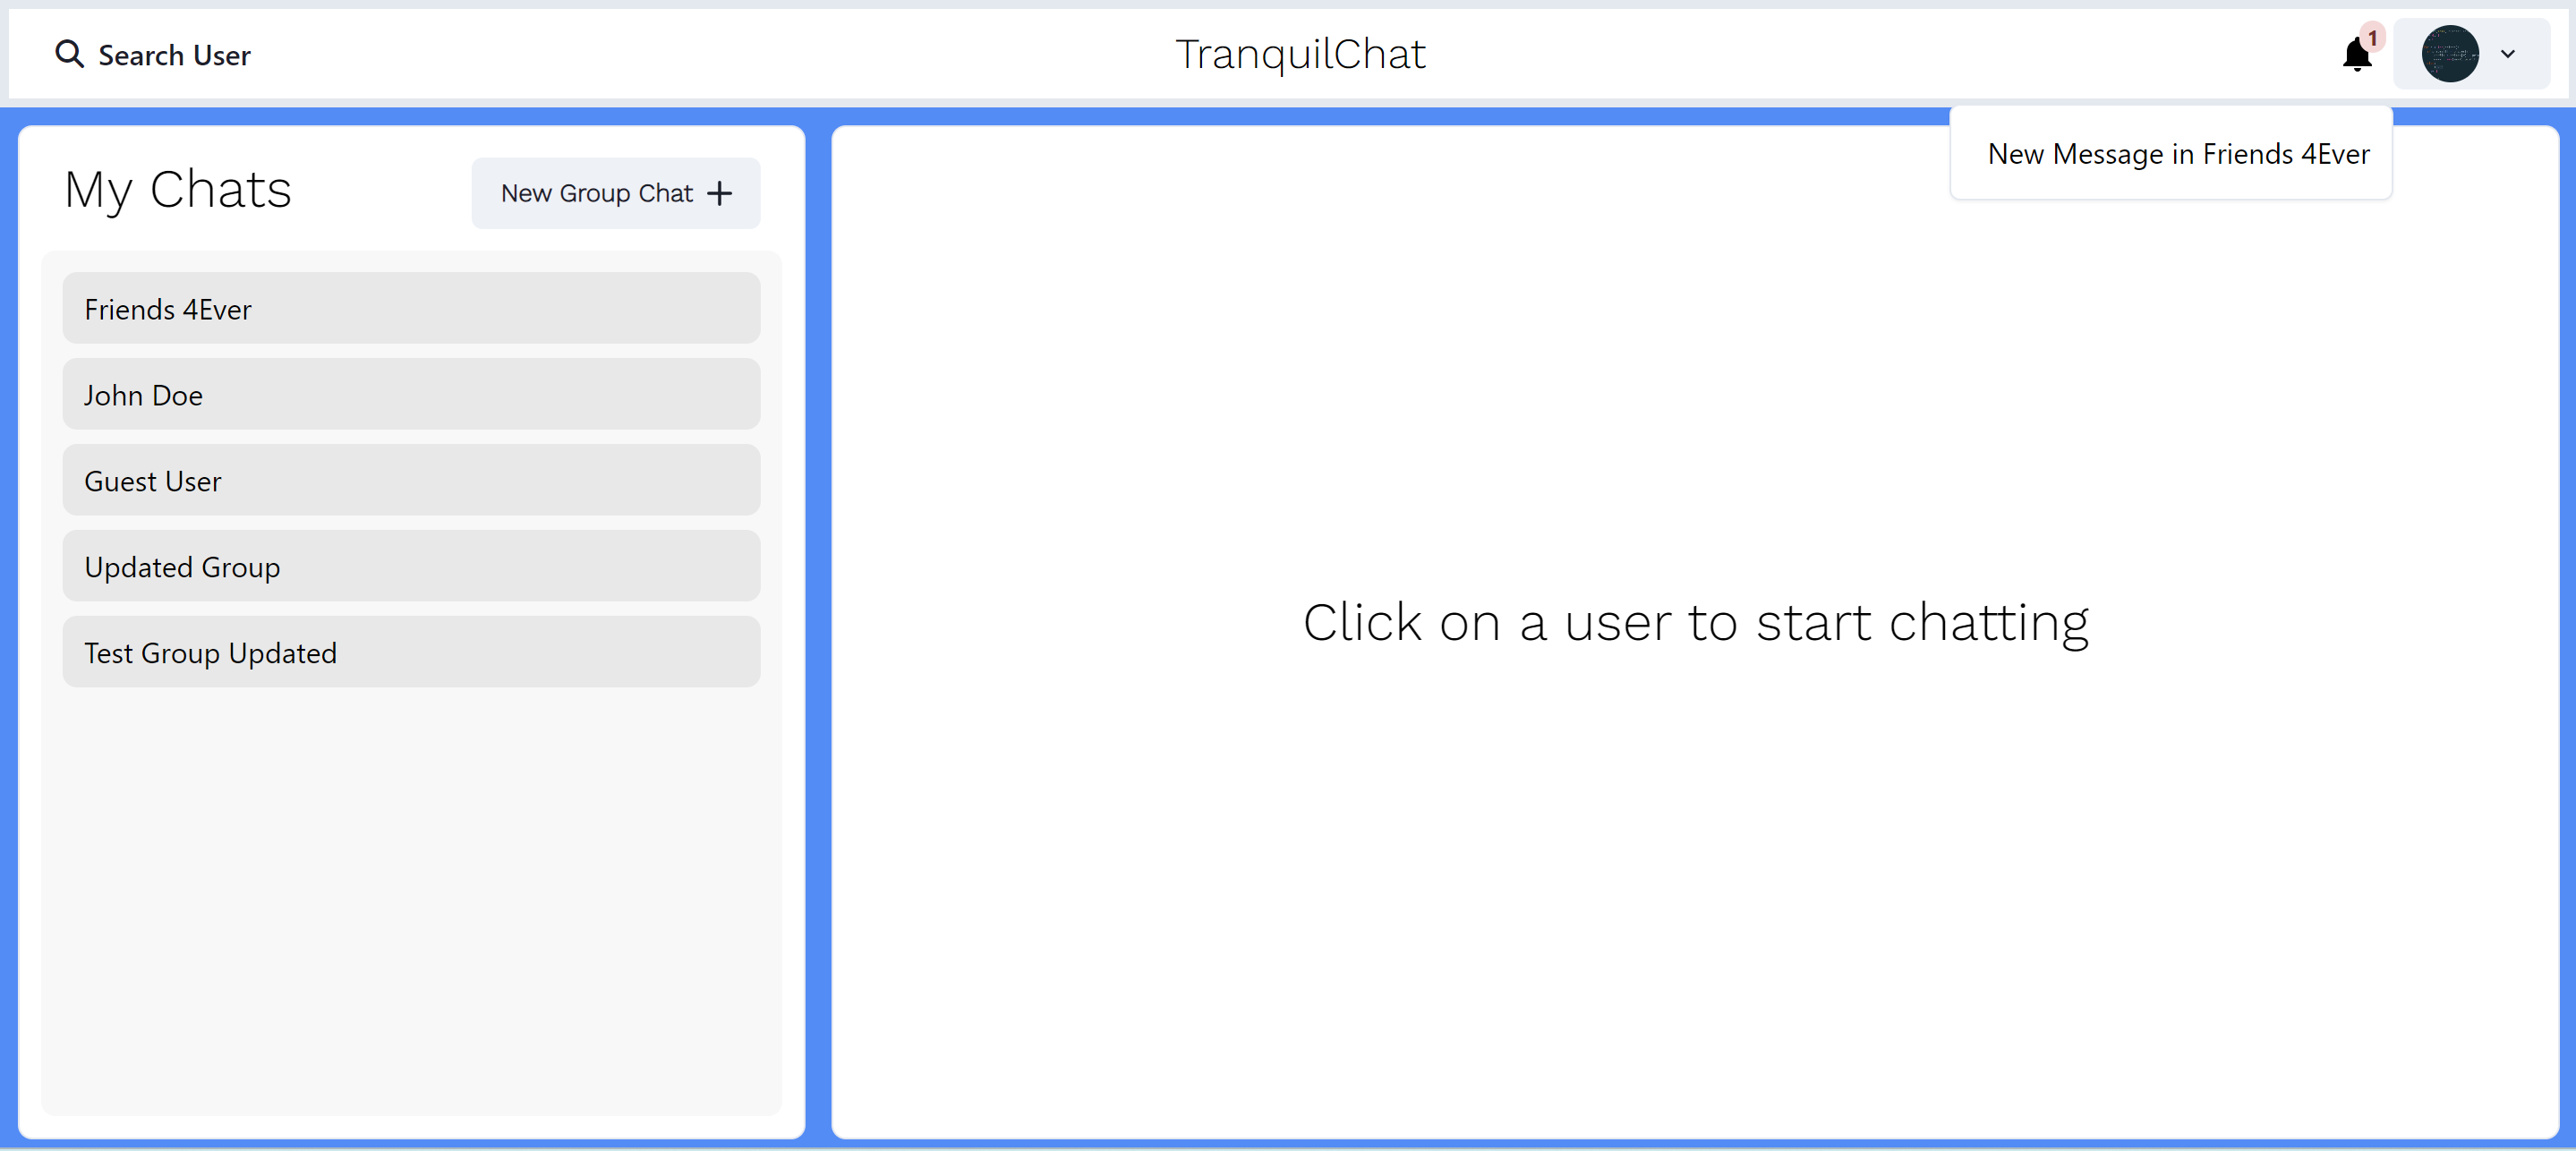 Search User
TranquilChat
1
New Message in Friends 4Ever
My Chats
New Group Chat
Friends 4Ever
John Doe
Guest User
Updated Group
Test Group Updated
Click on a user to start chatting